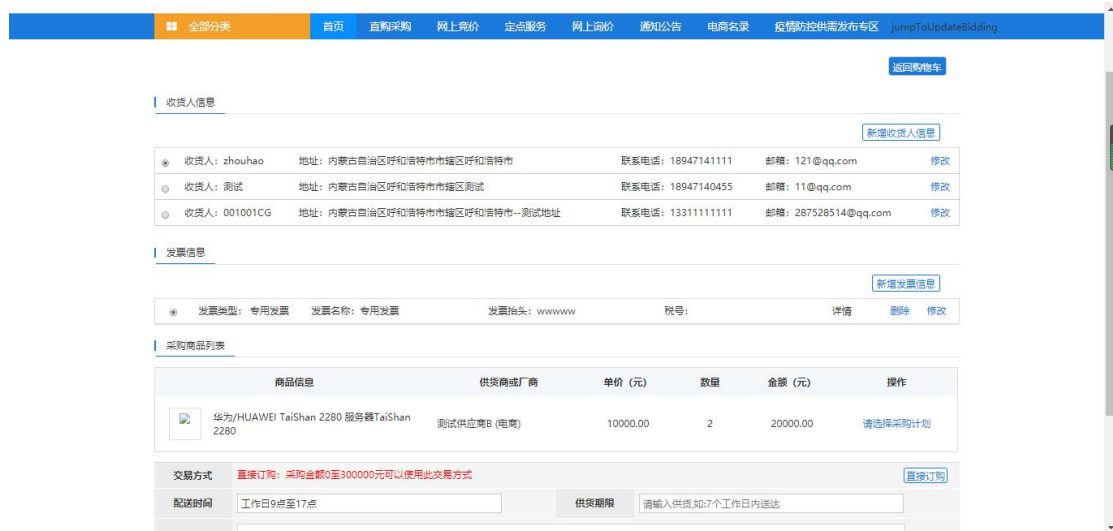 全部分类 首页 直购采购 网上竞价 定点服务 网上询价 通知公告 电商名录 疫情防控供需发布专区 jumpToUpdateBidding
返回购物车
收货人信息
新增收货人信息
收货人：zhouhao 地址：内蒙古自治区呼和浩特市市辖区呼和浩特市 联系电话：18947141111 邮箱：121@qq.com 修改
收货人：测试 地址：内蒙古自治区呼和浩特市市辖区测试 联系电话：18947140455 邮箱：11@qq.com 修改
收货人：001001CG 地址：内蒙古自治区呼和浩特市市辖区呼和浩特市--测试地址 联系电话：13311111111 邮箱：287528514@qq.com 修改
发票信息
新增发票信息
发票类型：专用发票 发票名称：专用发票 发票抬头：wwwww 税号： 详情 删除 修改
采购商品列表
商品信息 供货商或厂商 单价（元） 数量 金额（元） 操作
华为/HUAWEI TaiShan 2280 服务器TaiShan
2280 测试供应商B (电商) 10000.00 2 20000.00 请选择采购计划
交易方式 直接订购：采购金额0至300000元可以使用此交易方式 直接订购
配送时间 工作日9点至17点 供货期限 请输入供货,如:7个工作日内送达